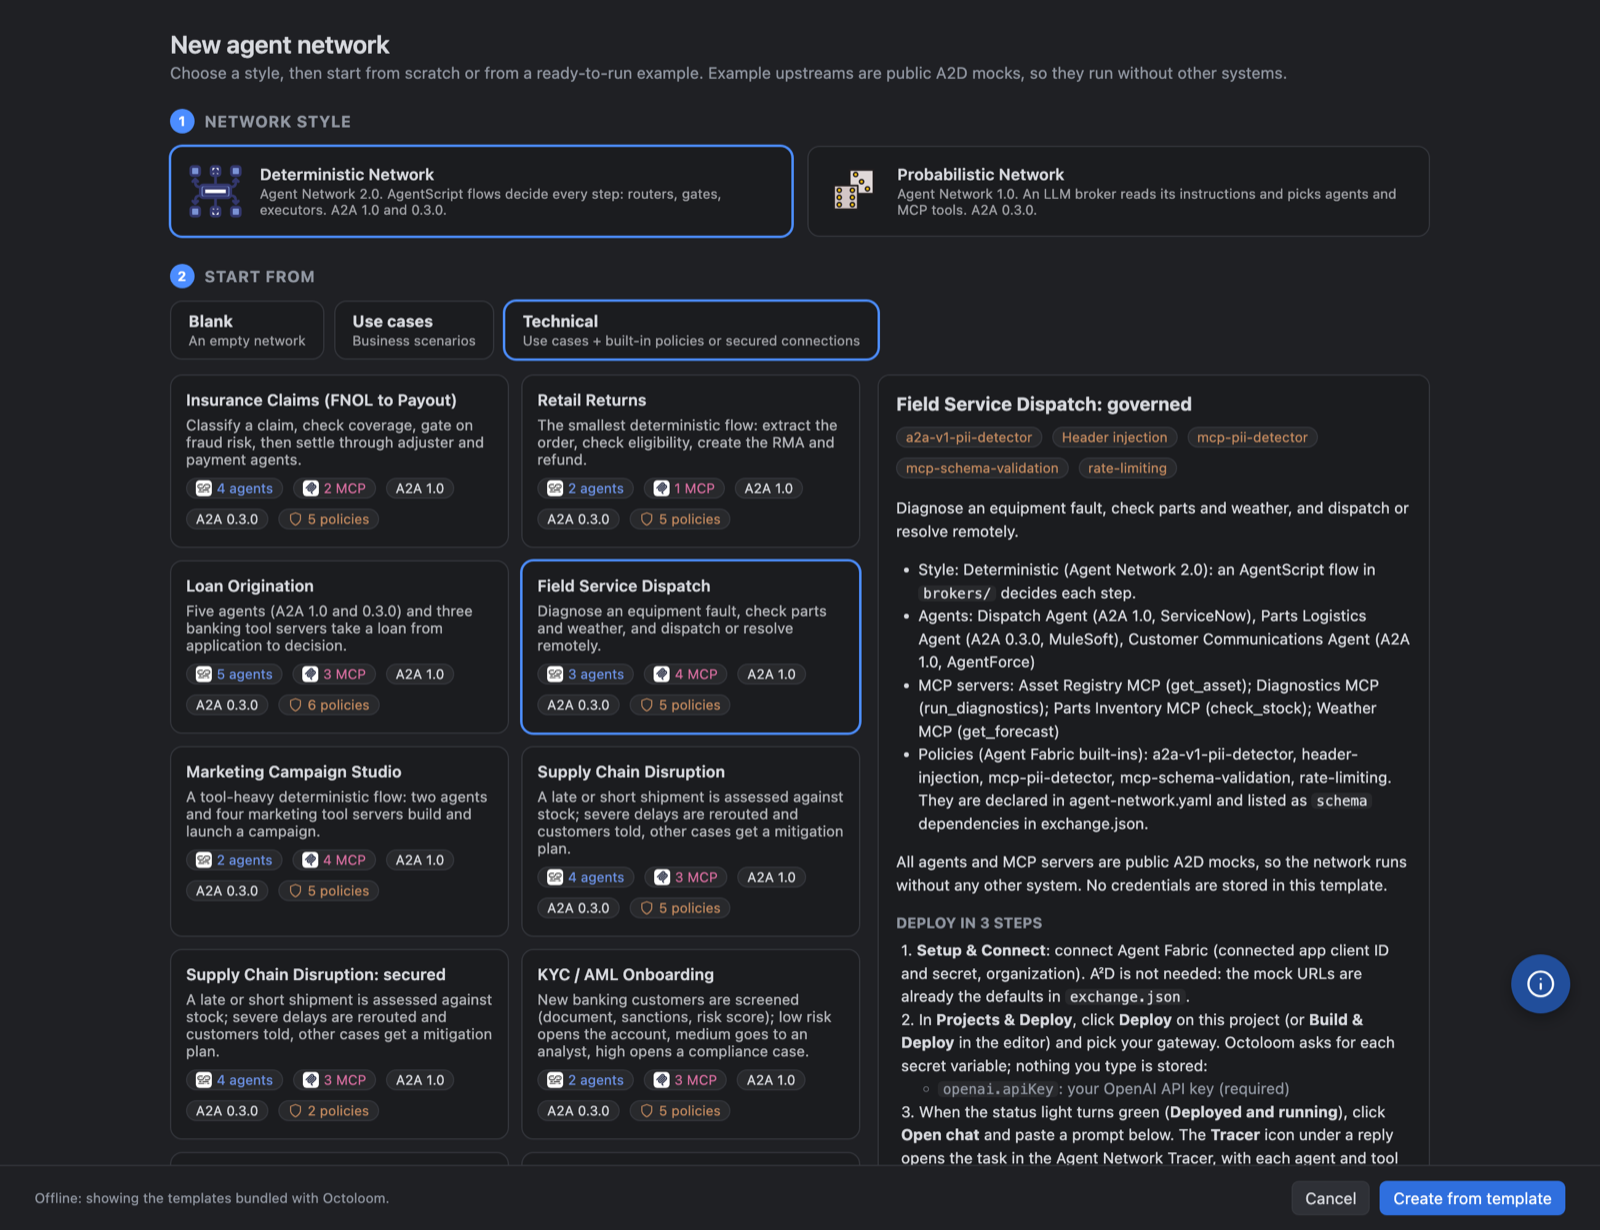 New agent network
Choose a style, then start from scratch or from a ready-to-run example. Example upstreams are public A2D mocks, so they run without other systems.
1 NETWORK STYLE
Deterministic Network
Agent Network 2.0. AgentScript flows decide every step: routers, gates,
executors. A2A 1.0 and 0.3.0.
Probabilistic Network
Agent Network 1.0. An LLM broker reads its instructions and picks agents and
MCP tools. A2A 0.3.0.
2 START FROM
Blank
An empty network
Use cases
Business scenarios
Technical
Use cases + built-in policies or secured connections
Insurance Claims (FNOL to Payout)
Classify a claim, check coverage, gate on
fraud risk, then settle through adjuster and
payment agents.
4 agents 2 MCP A2A 1.0
A2A 0.3.0 5 policies
Retail Returns
The smallest deterministic flow: extract the
order, check eligibility, create the RMA and
refund.
2 agents 1 MCP A2A 1.0
A2A 0.3.0 5 policies
Loan Origination
Five agents (A2A 1.0 and 0.3.0) and three
banking tool servers take a loan from
application to decision.
5 agents 3 MCP A2A 1.0
A2A 0.3.0 6 policies
Field Service Dispatch
Diagnose an equipment fault, check parts
and weather, and dispatch or resolve
remotely.
3 agents 4 MCP A2A 1.0
A2A 0.3.0 5 policies
Marketing Campaign Studio
A tool-heavy deterministic flow: two agents
and four marketing tool servers build and
launch a campaign.
2 agents 4 MCP A2A 1.0
A2A 0.3.0 5 policies
Supply Chain Disruption
A late or short shipment is assessed against
stock; severe delays are rerouted and
customers told, other cases get a mitigation
plan.
4 agents 3 MCP A2A 1.0
A2A 0.3.0 5 policies
Supply Chain Disruption: secured
A late or short shipment is assessed against
stock; severe delays are rerouted and
customers told, other cases get a mitigation
plan.
4 agents 3 MCP A2A 1.0
A2A 0.3.0 2 policies
KYC / AML Onboarding
New banking customers are screened
(document, sanctions, risk score); low risk
opens the account, medium goes to an
analyst, high opens a compliance case.
2 agents 3 MCP A2A 1.0
A2A 0.3.0 5 policies
Field Service Dispatch: governed
a2a-v1-pii-detector Header injection mcp-pii-detector
mcp-schema-validation rate-limiting
Diagnose an equipment fault, check parts and weather, and dispatch or
resolve remotely.
• Style: Deterministic (Agent Network 2.0): an AgentScript flow in
brokers/ decides each step.
• Agents: Dispatch Agent (A2A 1.0, ServiceNow), Parts Logistics
Agent (A2A 0.3.0, MuleSoft), Customer Communications Agent (A2A
1.0, AgentForce)
• MCP servers: Asset Registry MCP (get_asset); Diagnostics MCP
(run_diagnostics); Parts Inventory MCP (check_stock); Weather
MCP (get_forecast)
• Policies (Agent Fabric built-ins): a2a-v1-pii-detector, header-
injection, mcp-pii-detector, mcp-schema-validation, rate-limiting.
They are declared in agent-network.yaml and listed as schema
dependencies in exchange.json.
All agents and MCP servers are public A2D mocks, so the network runs
without any other system. No credentials are stored in this template.
DEPLOY IN 3 STEPS
1. Setup & Connect: connect Agent Fabric (connected app client ID
and secret, organization). A²D is not needed: the mock URLs are
already the defaults in exchange.json.
2. In Projects & Deploy, click Deploy on this project (or Build &
Deploy in the editor) and pick your gateway. Octoloom asks for each
secret variable; nothing you type is stored:
◦ openai.apiKey: your OpenAI API key (required)
3. When the status light turns green (Deployed and running), click
Open chat and paste a prompt below. The Tracer icon under a reply
opens the task in the Agent Network Tracer, with each agent and tool
Offline: showing the templates bundled with Octoloom.
Cancel
Create from template